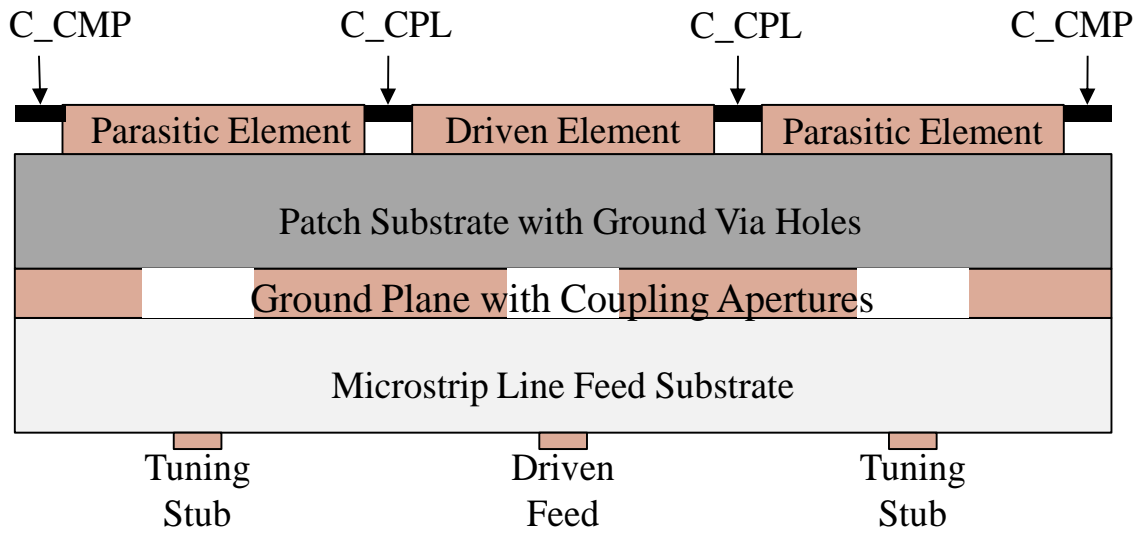 C_CMP C_CPL C_CPL C_CMP
Parasitic Element Driven Element Parasitic Element
Patch Substrate with Ground Via Holes
Ground Plane with Coupling Apertures
Microstrip Line Feed Substrate
Tuning Driven Tuning
Stub Feed Stub